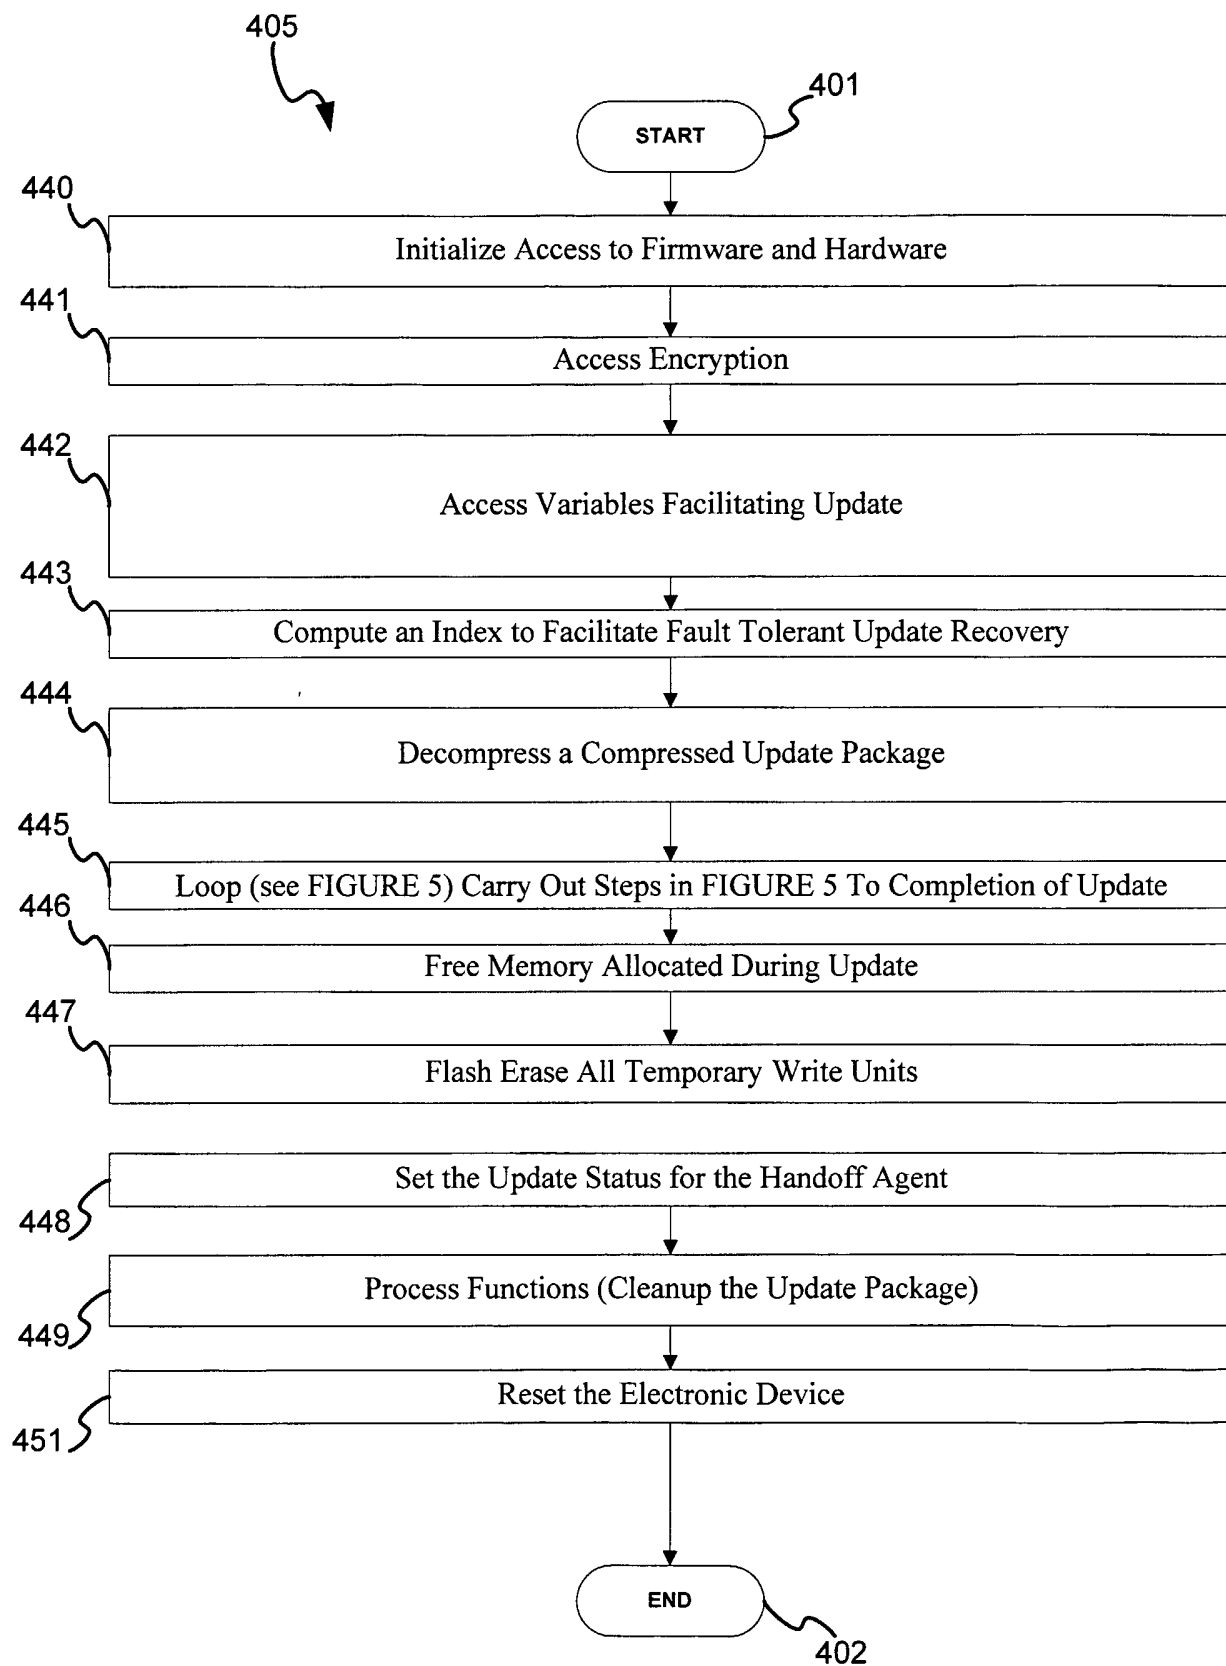 405
401
START
440
Initialize Access to Firmware and Hardware
441
Access Encryption
442
Access Variables Facilitating Update
443
Compute an Index to Facilitate Fault Tolerant Update Recovery
444
Decompress a Compressed Update Package
445
Loop (see FIGURE 5) Carry Out Steps in FIGURE 5 To Completion of Update
446
Free Memory Allocated During Update
447
Flash Erase All Temporary Write Units
Set the Update Status for the Handoff Agent
448
Process Functions (Cleanup the Update Package)
449
Reset the Electronic Device
451
END
402